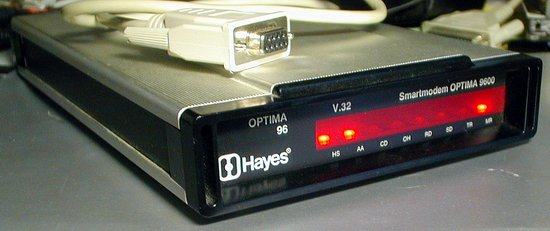 OPTIMA
96
V.32
Smartmodem OPTIMA 9600
HS AA CD OH RD SD TR MR
Hayes®